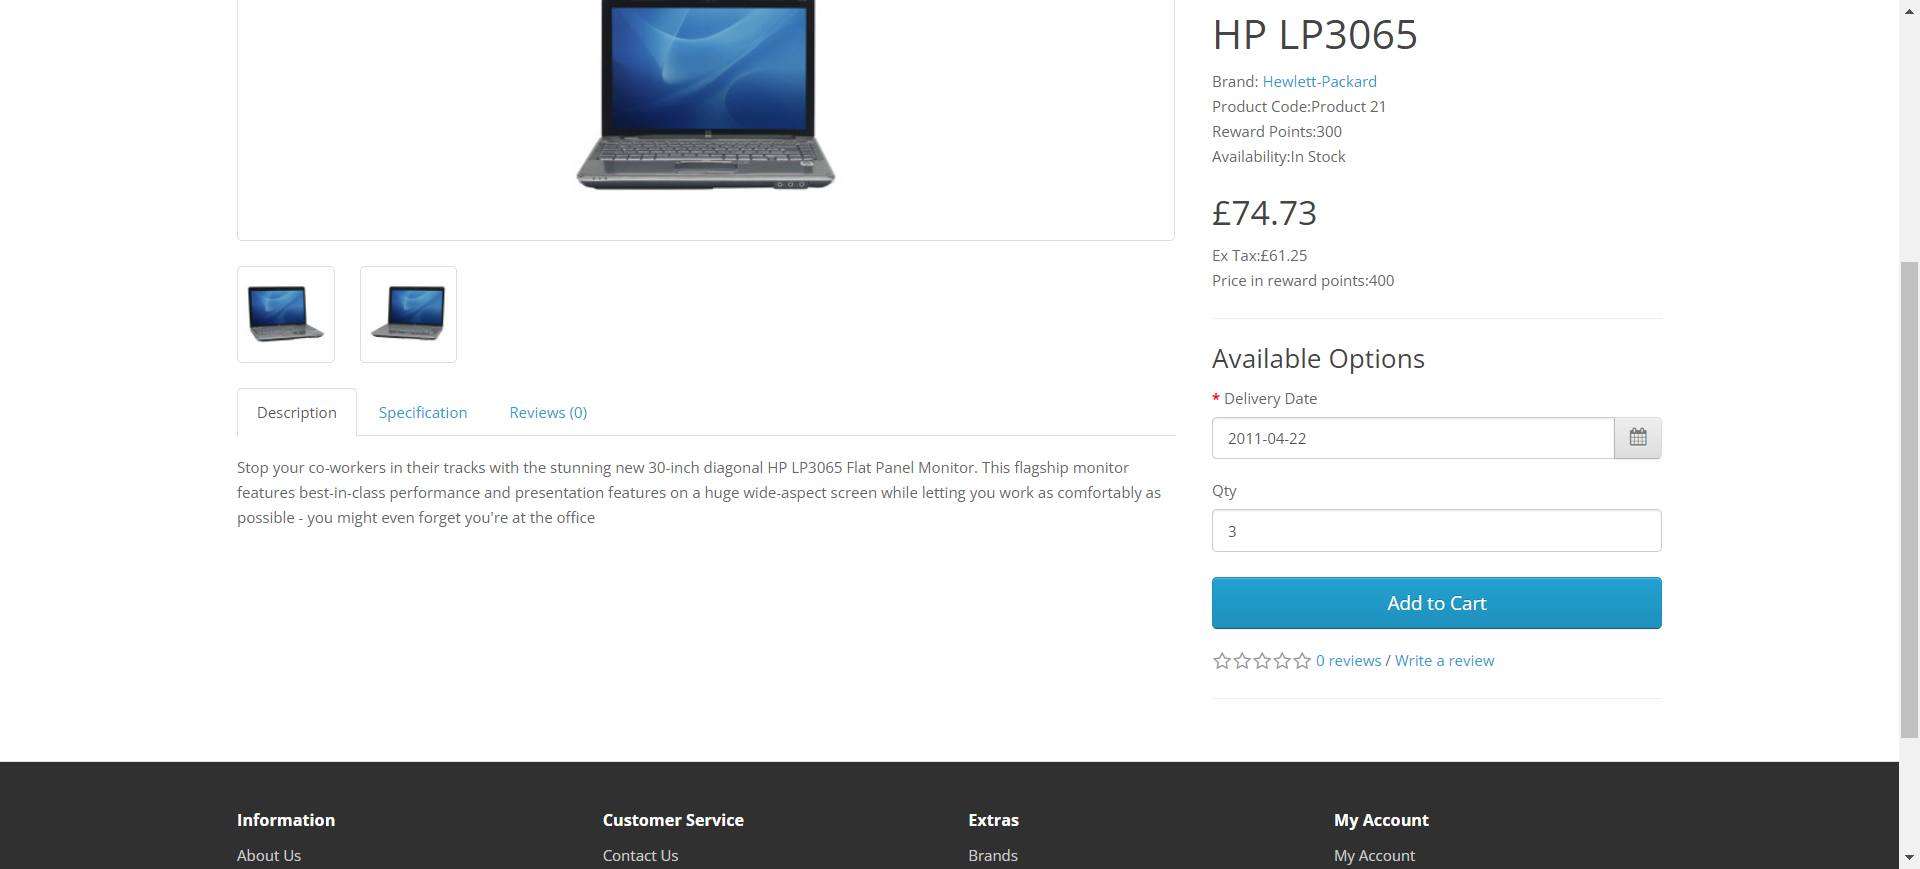 HP LP3065
Brand: Hewlett-Packard
Product Code:Product 21
Reward Points:300
Availability:In Stock
£74.73
Ex Tax:£61.25
Price in reward points:400
Available Options
* Delivery Date
2011-04-22
Qty
3
Add to Cart
0 reviews / Write a review
Description
Specification
Reviews (0)
Stop your co-workers in their tracks with the stunning new 30-inch diagonal HP LP3065 Flat Panel Monitor. This flagship monitor
features best-in-class performance and presentation features on a huge wide-aspect screen while letting you work as comfortably as
possible - you might even forget you're at the office
Information
About Us
Customer Service
Contact Us
Extras
Brands
My Account
My Account